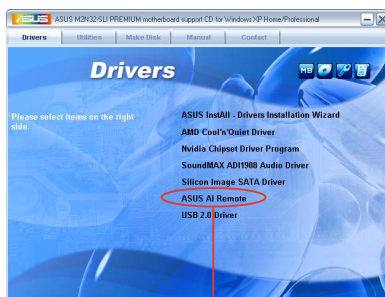 ASUS ASUS M2N32-SLI PREMIUM motherboard support CD for Windows XP Home/Professional
Drivers Utilities Make Disk Manual Contact
Drivers
MB
Please select items on the right side.
ASUS InstAll - Drivers Installation Wizard
AMD Cool'n'Quiet Driver
Nvidia Chipset Driver Program
SoundMAX ADI1988 Audio Driver
Silicon Image SATA Driver
ASUS AI Remote
USB 2.0 Driver